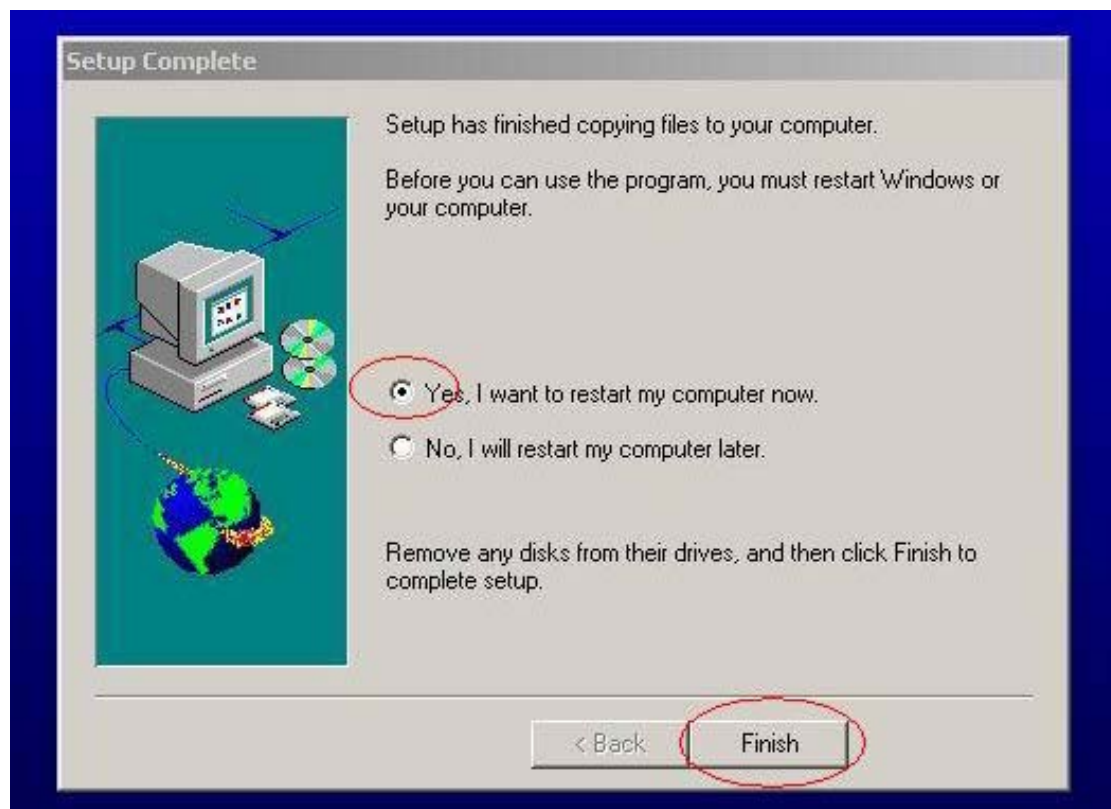 Setup Complete
Setup has finished copying files to your computer.
Before you can use the program, you must restart Windows or
your computer.
Yes, I want to restart my computer now.
No, I will restart my computer later.
Remove any disks from their drives, and then click Finish to
complete setup.
< Back
Finish